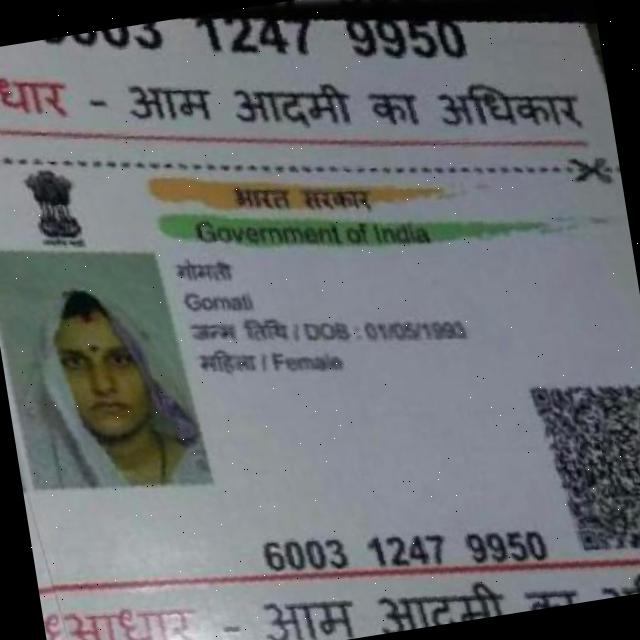 6003 1247 9950
धार - आम आदमी का अधिकार
भारत सरकार
Government of India
गोमती
Gomati
जन्म तिथि / DOB : 01/05/1993
महिला / Female
6003 1247 9950
आधार - आम आदमी का